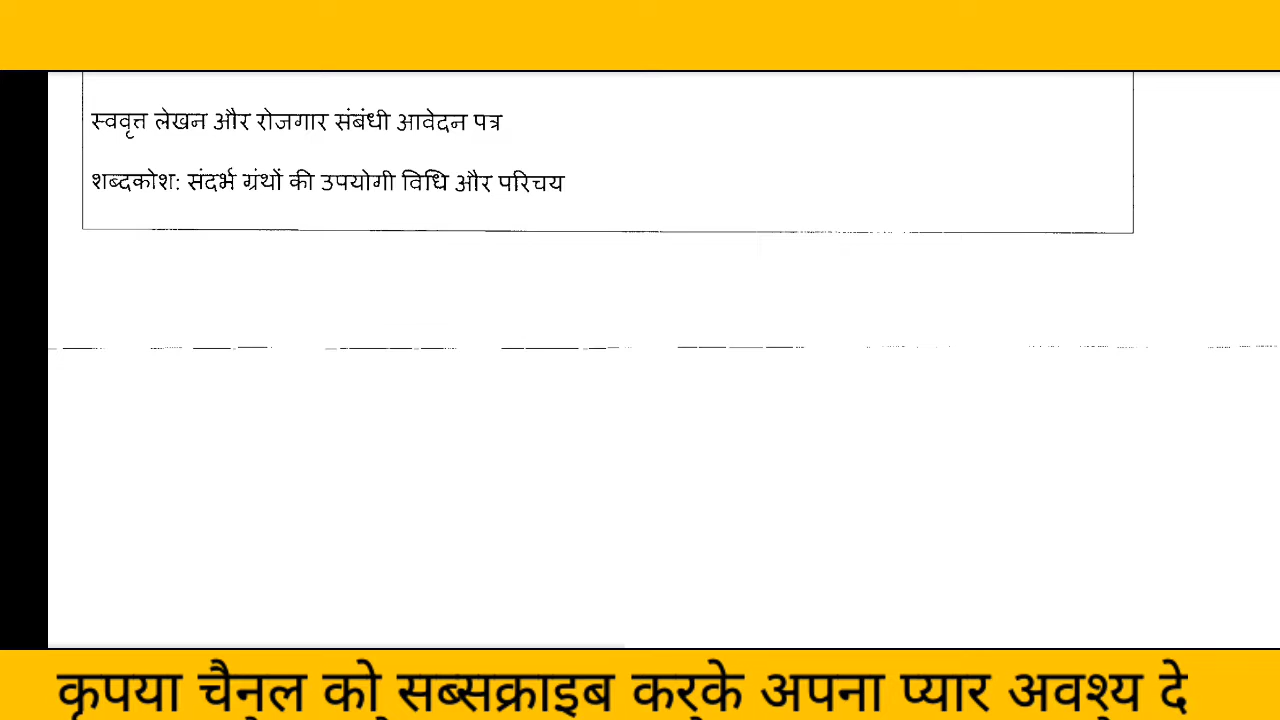 स्ववृत्त लेखन और रोजगार संबंधी आवेदन पत्र
शब्दकोश: संदर्भ ग्रंथों की उपयोगी विधि और परिचय
कृपया चैनल को सब्सक्राइब करके अपना प्यार अवश्य दे